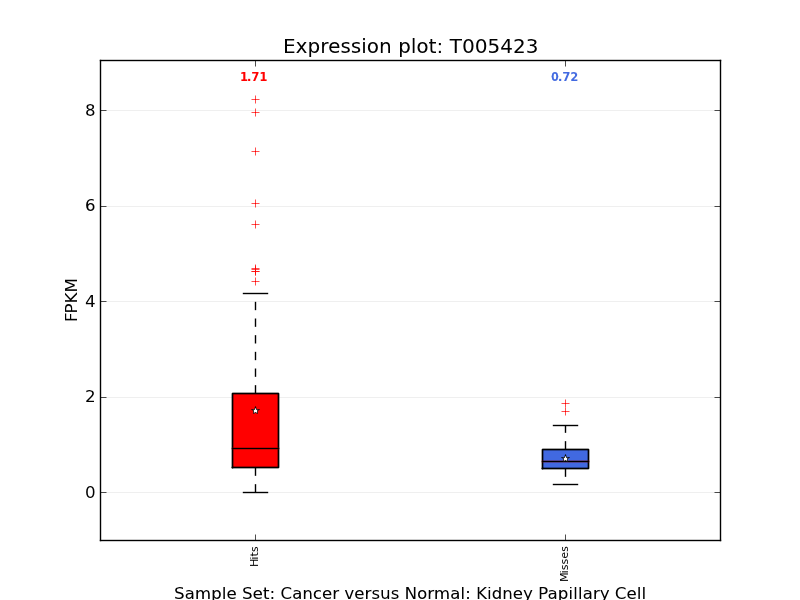 Expression plot: T005423
1.71
0.72
8
6
4
2
0
FPKM
Hits
Misses
Sample Set: Cancer versus Normal: Kidney Papillary Cell